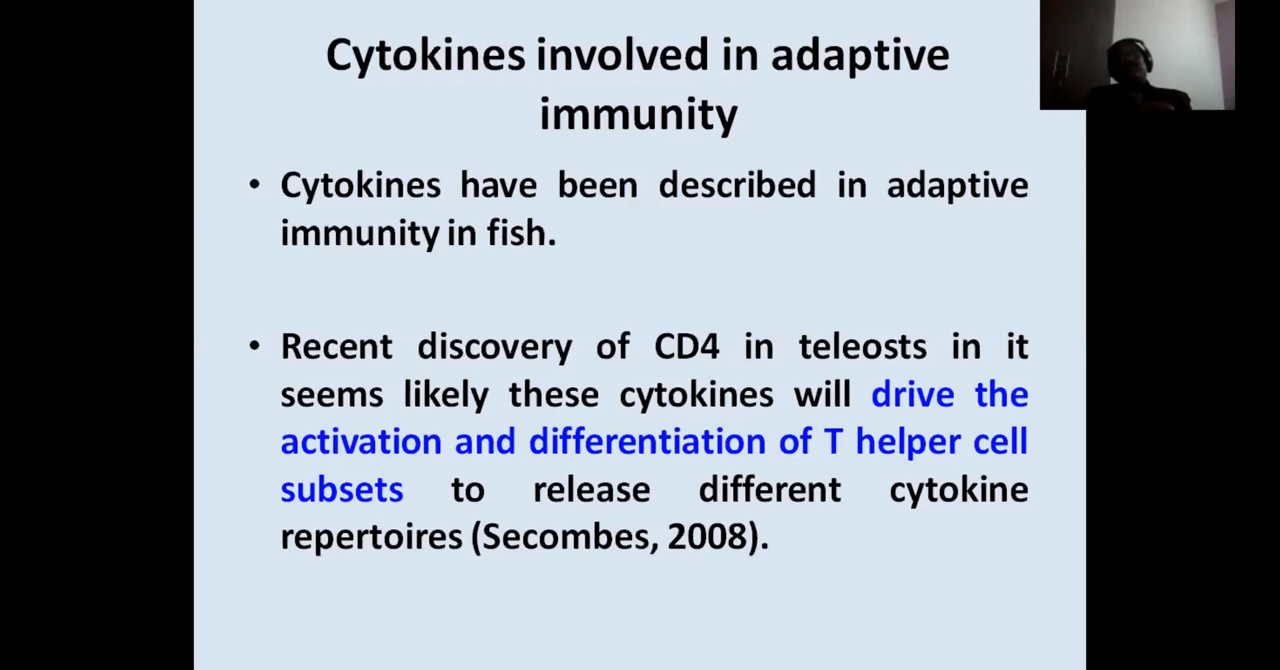 Cytokines involved in adaptive
immunity
• Cytokines have been described in adaptive
immunity in fish.
• Recent discovery of CD4 in teleosts in it
seems likely these cytokines will drive the
activation and differentiation of T helper cell
subsets to release different cytokine
repertoires (Secombes, 2008).